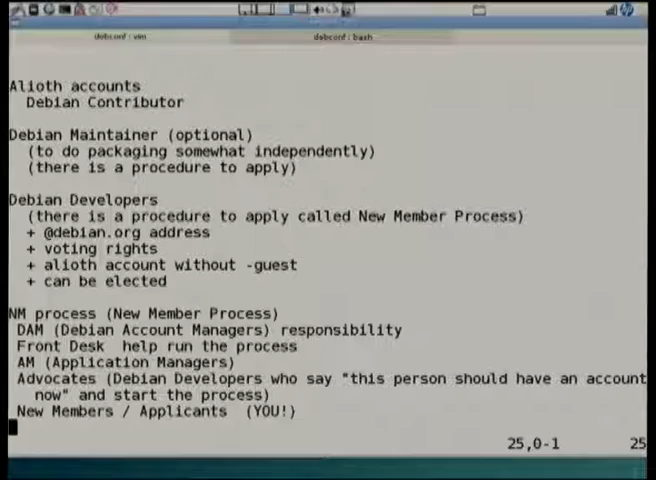 debconf : vim
debconf : bash
Alioth accounts
Debian Contributor
Debian Maintainer (optional)
(to do packaging somewhat independently)
(there is a procedure to apply)
Debian Developers
(there is a procedure to apply called New Member Process)
+ @debian.org address
+ voting rights
+ alioth account without -guest
+ can be elected
NM process (New Member Process)
DAM (Debian Account Managers) responsibility
Front Desk  help run the process
AM (Application Managers)
Advocates (Debian Developers who say "this person should have an account
now" and start the process)
New Members / Applicants  (YOU!)
25,0-1
25